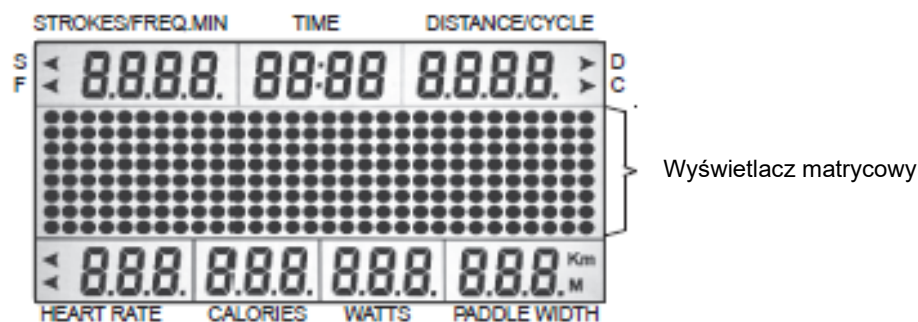 STROKES/FREQ.MIN TIME DISTANCE/CYCLE
S 8.8.8.8. 88:88 8.8.8.8. D
F C
Wyświetlacz matrycowy
8.8.8. 8.8.8. 8.8.8. 8.8.8. Km
M
HEART RATE CALORIES WATTS PADDLE WIDTH